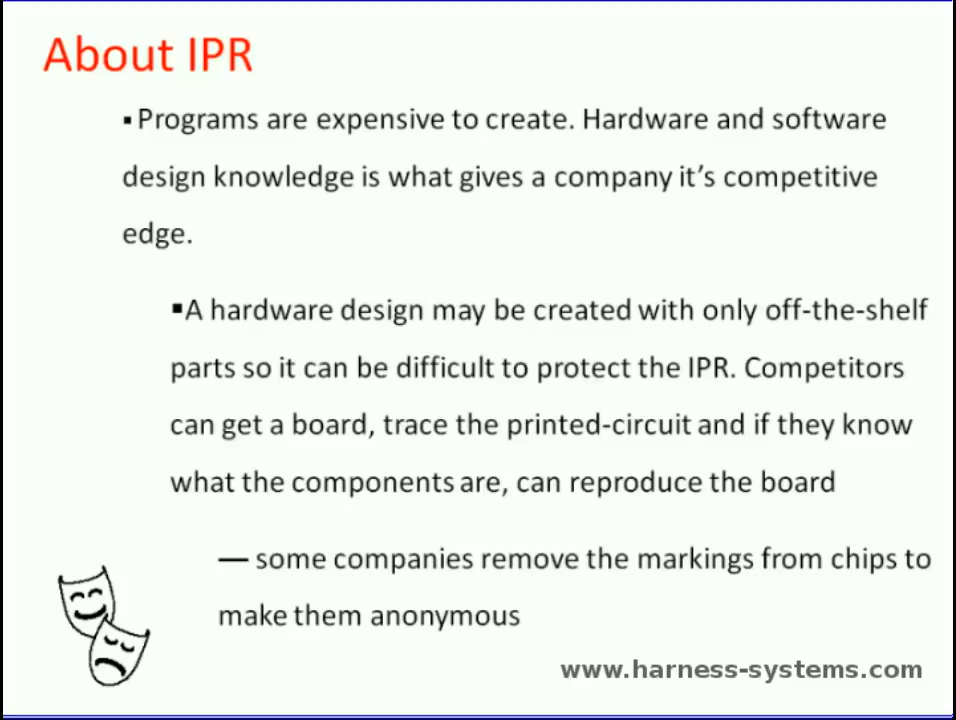 About IPR
▪ Programs are expensive to create. Hardware and software
design knowledge is what gives a company it’s competitive
edge.
▪A hardware design may be created with only off-the-shelf
parts so it can be difficult to protect the IPR. Competitors
can get a board, trace the printed-circuit and if they know
what the components are, can reproduce the board
— some companies remove the markings from chips to
make them anonymous
www.harness-systems.com